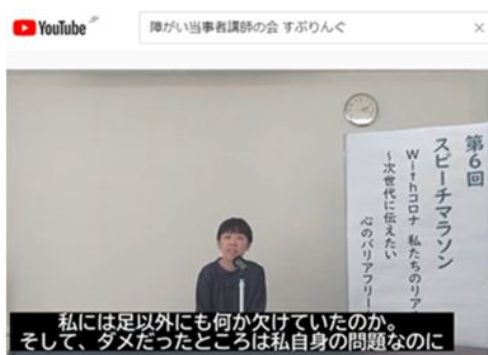 YouTube JP
障がい当事者講師の会 すぷりんぐ
第6回
スピーチマラソン
Withコロナ 私たちのリア
～次世代に伝えたい
心のバリアフリー
私には足以外にも何か欠けていたのか。
そして、ダメだったところは私自身の問題なのに